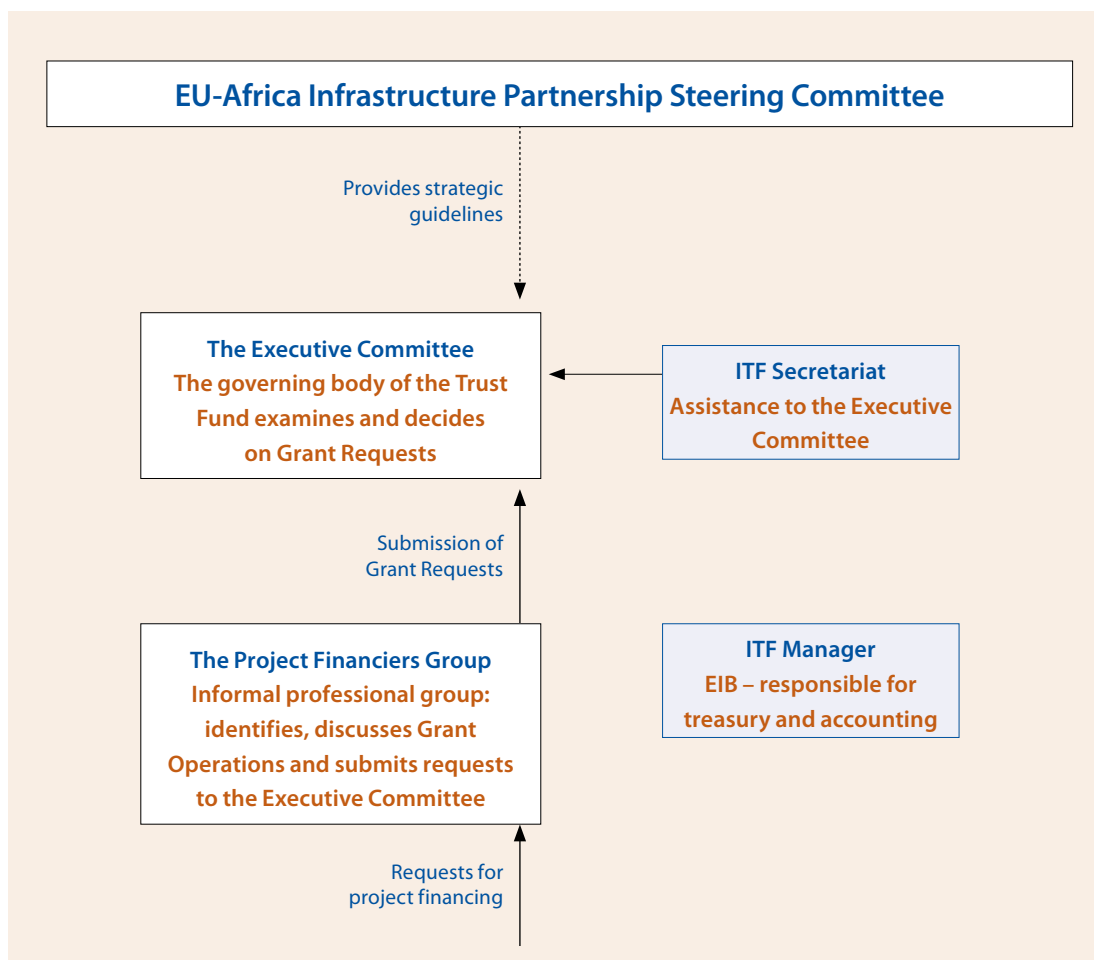 EU-Africa Infrastructure Partnership Steering Committee
Provides strategic
guidelines
The Executive Committee
The governing body of the Trust
Fund examines and decides
on Grant Requests
ITF Secretariat
Assistance to the Executive
Committee
Submission of
Grant Requests
The Project Financiers Group
Informal professional group:
identifies, discusses Grant
Operations and submits requests
to the Executive Committee
ITF Manager
EIB – responsible for
treasury and accounting
Requests for
project financing